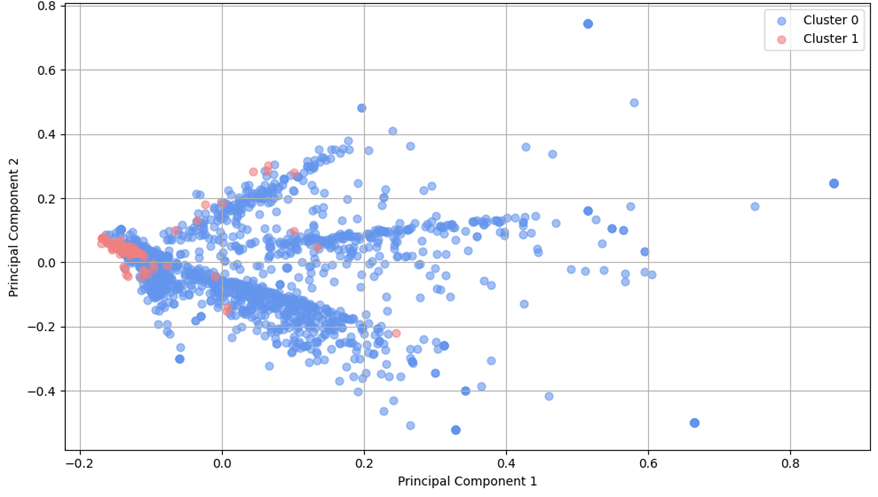 Cluster 0
Cluster 1
Principal Component 2
0.8
0.6
0.4
0.2
0.0
−0.2
−0.4
−0.2 0.0 0.2 0.4 0.6 0.8
Principal Component 1